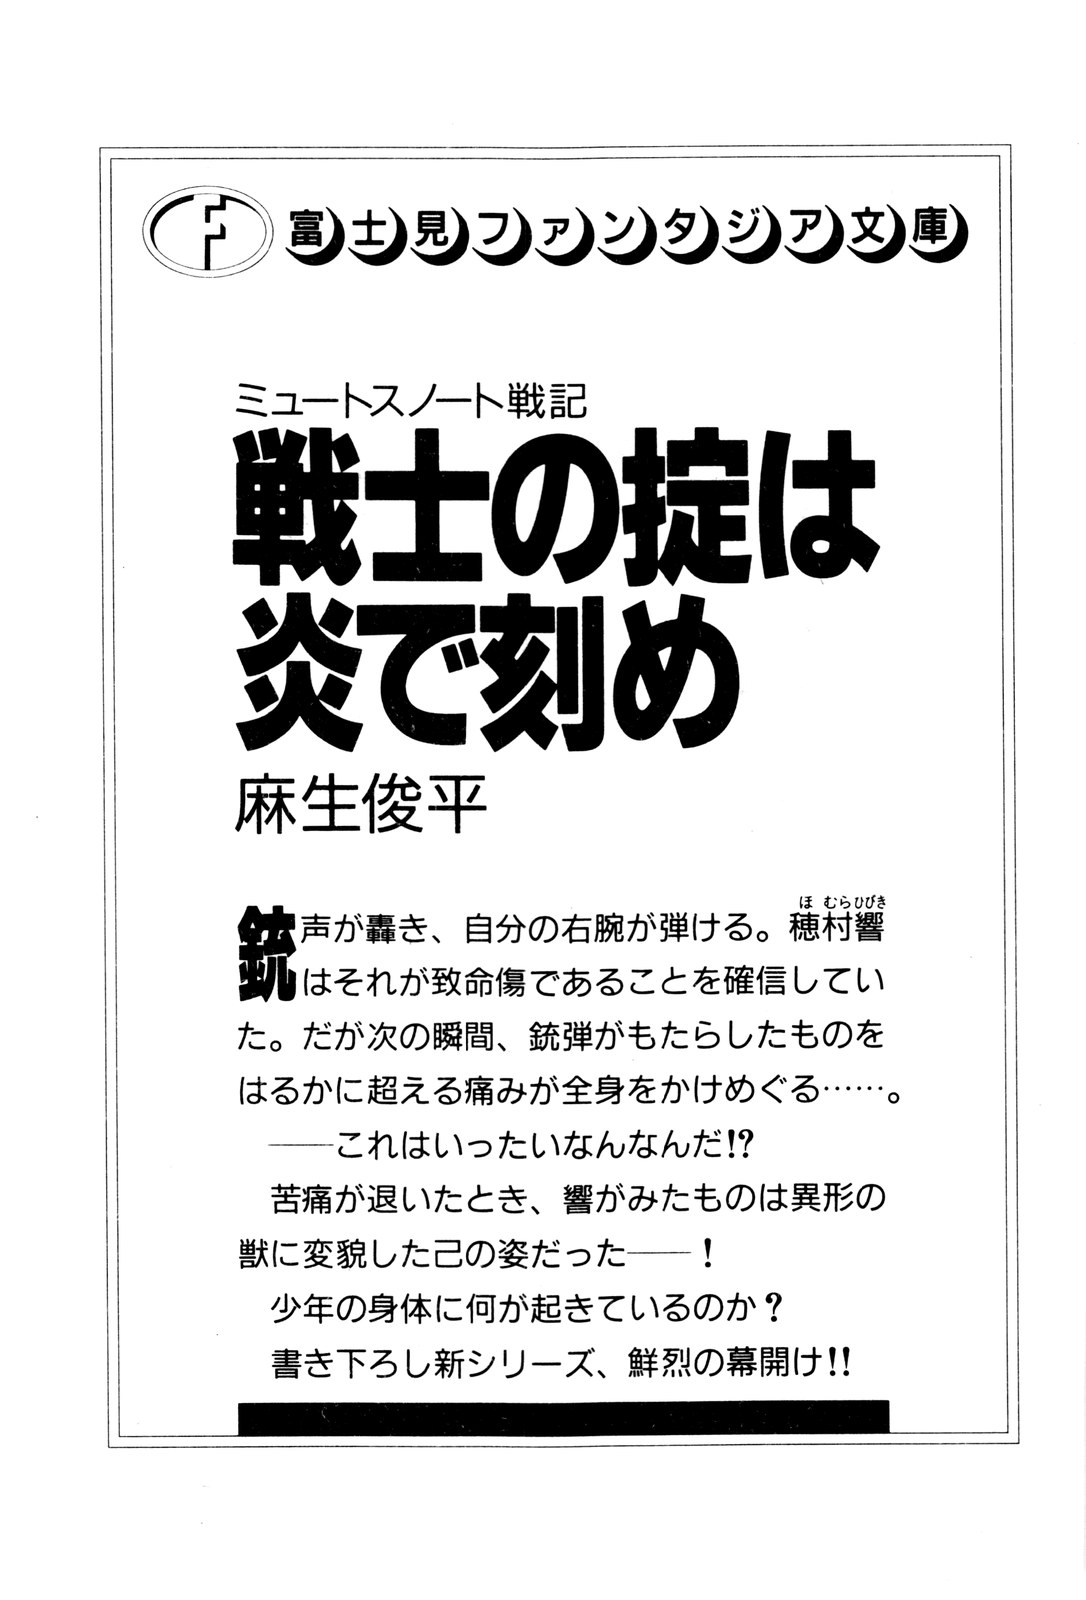 富士見ファンタジア文庫
ミュートスノート戦記
戦士の掟は
炎で刻め
麻生俊平
ほむらひびき
銃声が轟き、自分の右腕が弾ける。穂村響
はそれが致命傷であることを確信してい
た。だが次の瞬間、銃弾がもたらしたものを
はるかに超える痛みが全身をかけめぐる……。
――これはいったいなんなんだ!?
苦痛が退いたとき、響がみたものは異形の
獣に変貌した己の姿だった――！
少年の身体に何が起きているのか？
書き下ろし新シリーズ、鮮烈の幕開け!!